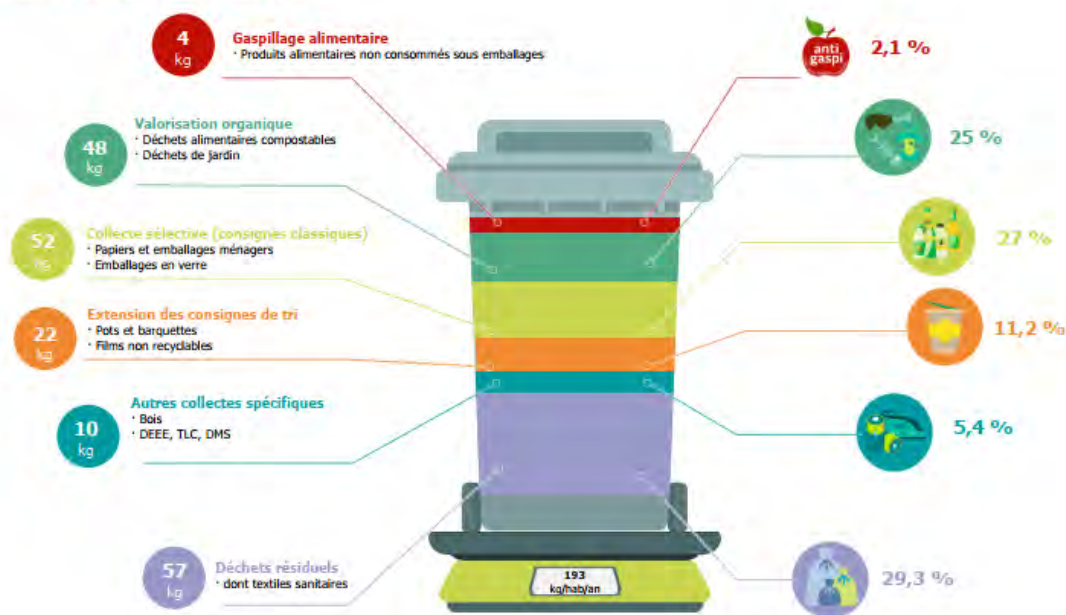 4
kg
Gaspillage alimentaire
· Produits alimentaires non consommés sous emballages
anti
gaspi
2,1 %
48
kg
Valorisation organique
· Déchets alimentaires compostables
· Déchets de jardin
25 %
52
kg
Collecte sélective (consignes classiques)
· Papiers et emballages ménagers
· Emballages en verre
27 %
22
kg
Extension des consignes de tri
· Pots et barquettes
· Films non recyclables
11,2 %
10
kg
Autres collectes spécifiques
· Bois
· DEEE, TLC, DMS
5,4 %
57
kg
Déchets résiduels
· dont textiles sanitaires
193
kg/hab/an
29,3 %